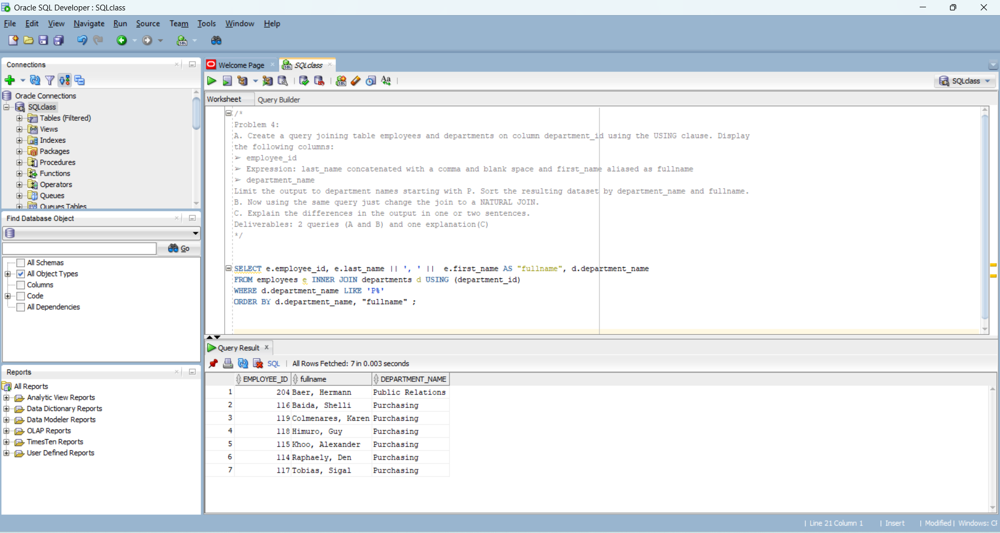 Oracle SQL Developer : SQLclass
File Edit View Navigate Run Source Team Tools Window Help
Connections
Oracle Connections
SQLclass
Tables (Filtered)
Views
Indexes
Packages
Procedures
Functions
Operators
Queues
Queues Tables
Find Database Object
Go
All Schemas
All Object Types
Columns
Code
All Dependencies
Reports
All Reports
Analytic View Reports
Data Dictionary Reports
Data Modeler Reports
OLAP Reports
TimesTen Reports
User Defined Reports
Welcome Page SQLclass
SQLclass
Worksheet Query Builder
/*
Problem 4:
A. Create a query joining table employees and departments on column department_id using the USING clause. Display
the following columns:
➢ employee_id
➢ Expression: last_name concatenated with a comma and blank space and first_name aliased as fullname
➢ department_name
Limit the output to department names starting with P. Sort the resulting dataset by department_name and fullname.
B. Now using the same query just change the join to a NATURAL JOIN.
C. Explain the differences in the output in one or two sentences.
Deliverables: 2 queries (A and B) and one explanation(C)
*/
SELECT e.employee_id, e.last_name || ', ' ||  e.first_name AS "fullname", d.department_name
FROM employees e INNER JOIN departments d USING (department_id)
WHERE d.department_name LIKE 'P%'
ORDER BY d.department_name, "fullname" ;
Query Result
SQL | All Rows Fetched: 7 in 0.003 seconds
EMPLOYEE_ID fullname DEPARTMENT_NAME
1 204 Baer, Hermann Public Relations
2 116 Baida, Shelli Purchasing
3 119 Colmenares, Karen Purchasing
4 118 Himuro, Guy Purchasing
5 115 Khoo, Alexander Purchasing
6 114 Raphaely, Den Purchasing
7 117 Tobias, Sigal Purchasing
| Line 21 Column 1 | Insert | Modified | Windows: CF